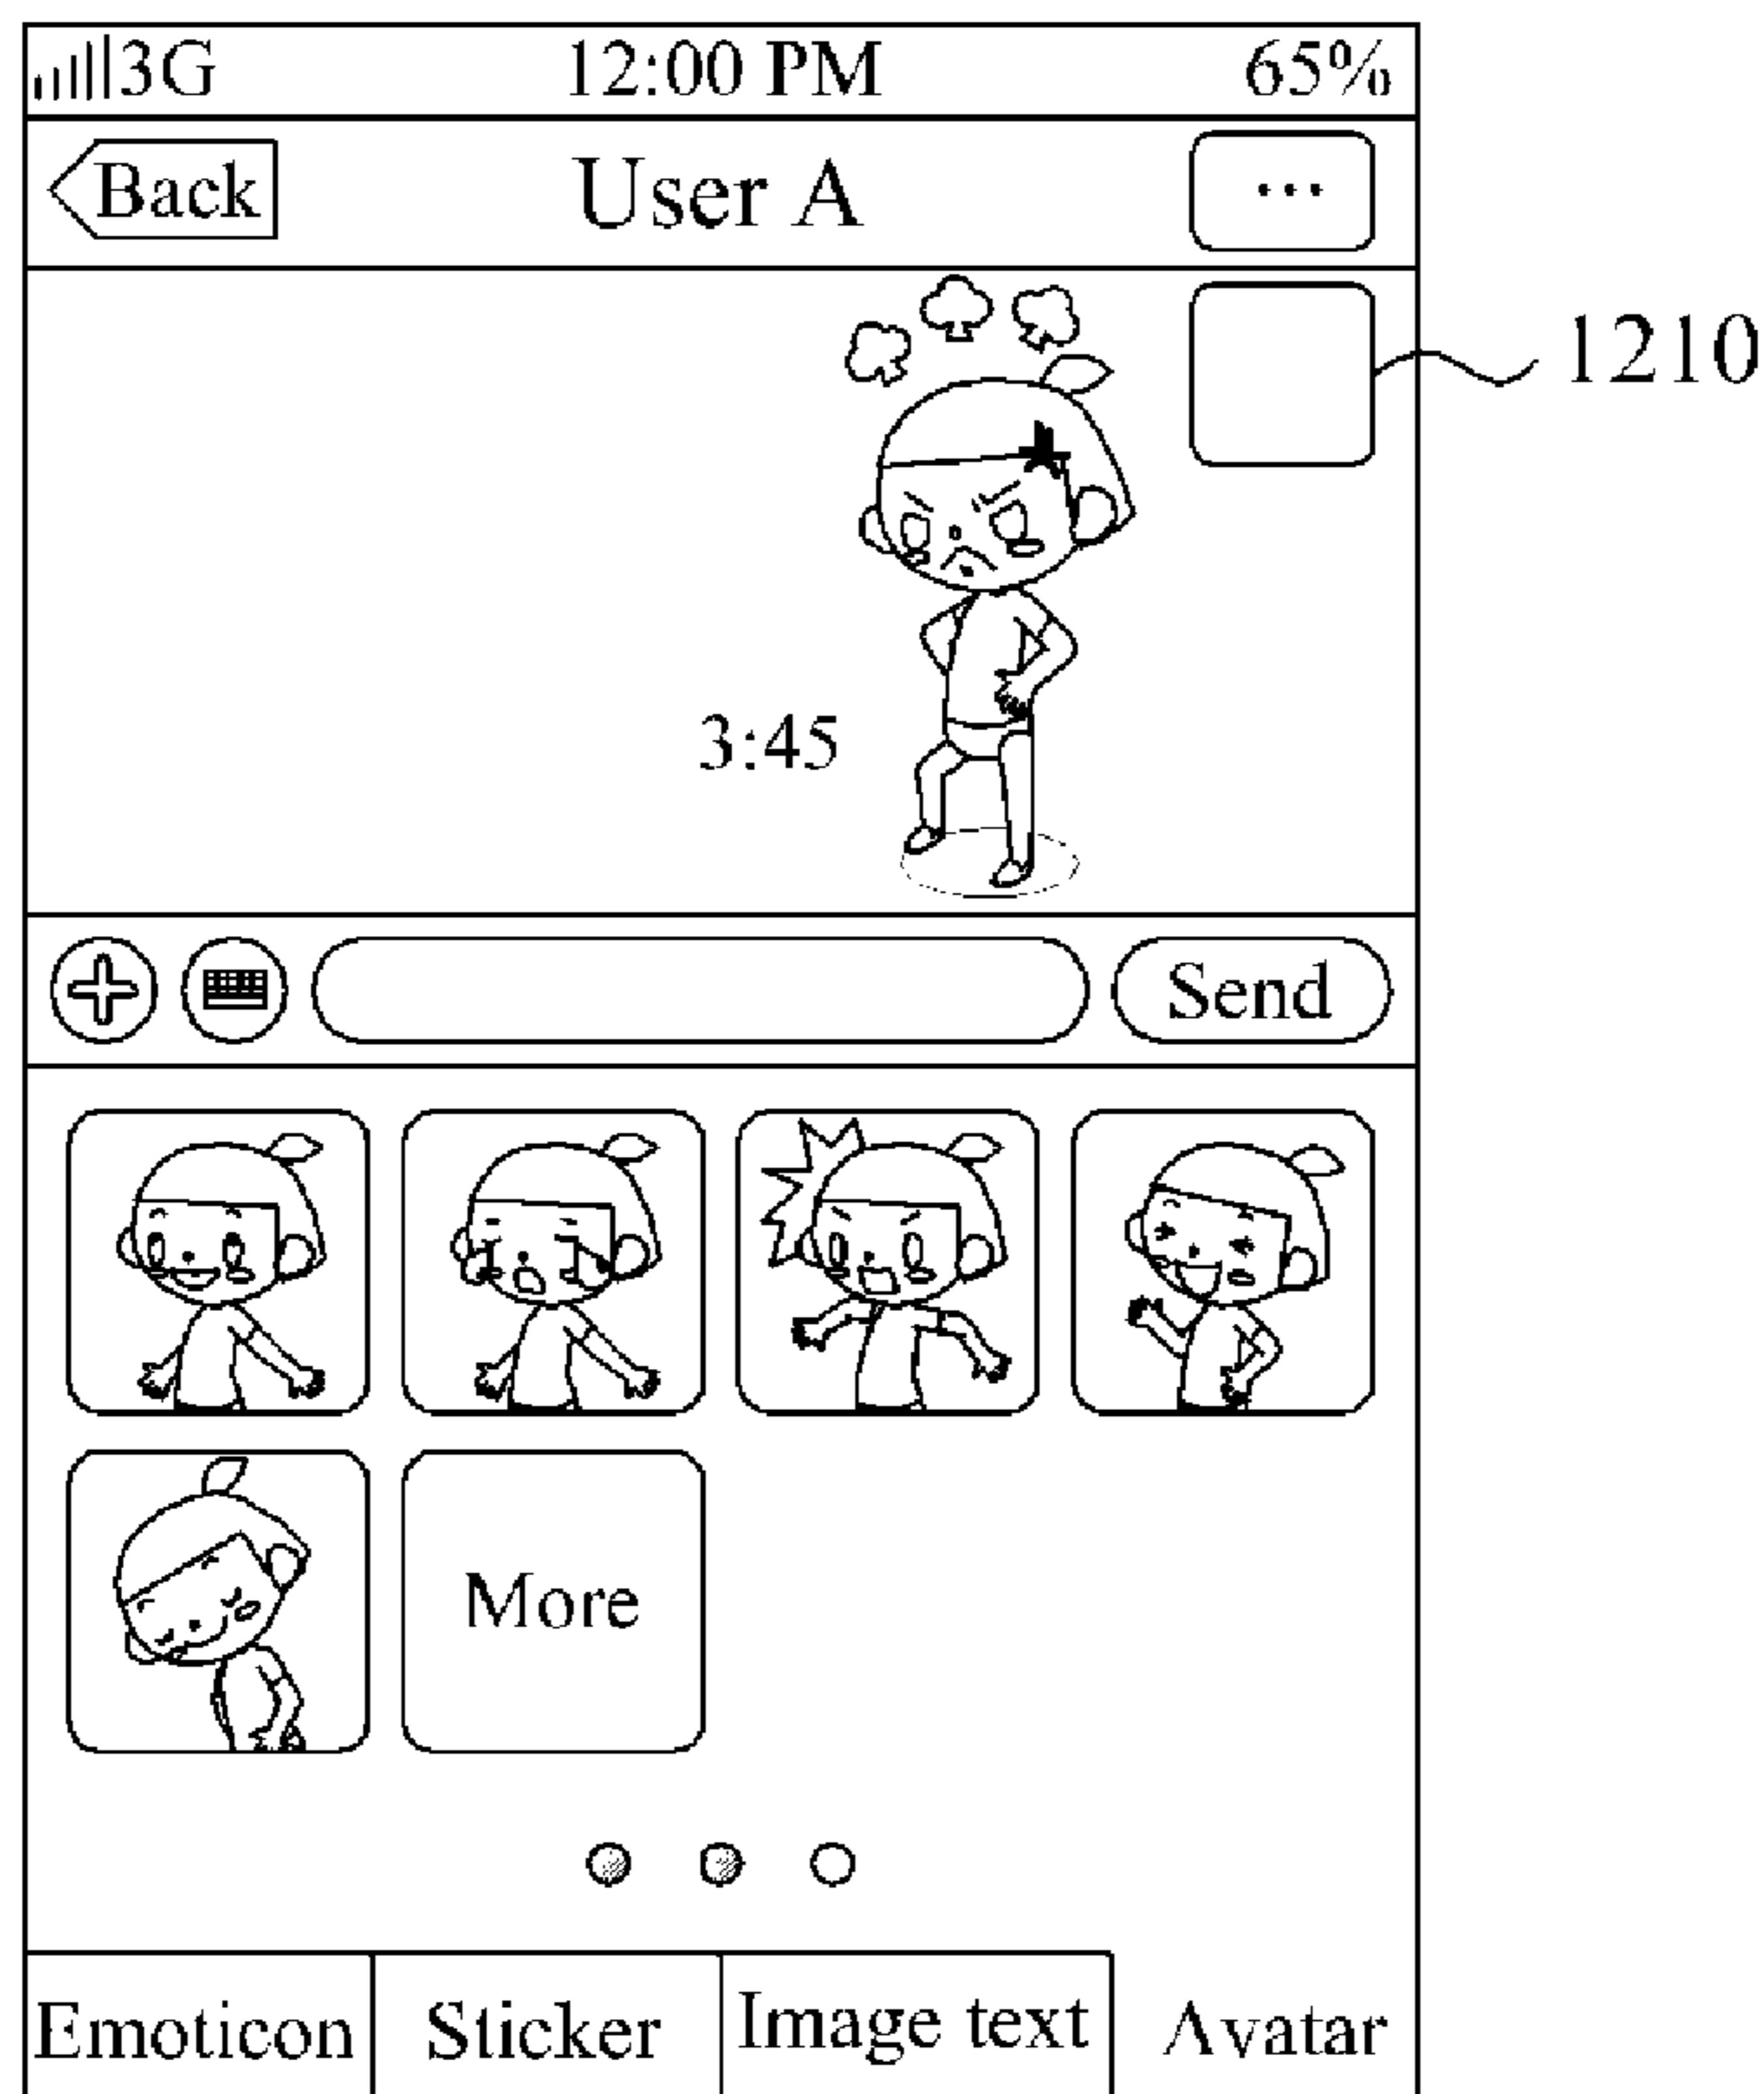 3G 12:00 PM 65%
Back User A ...
1210
3:45
Send
More
Emoticon Sticker Image text Avatar